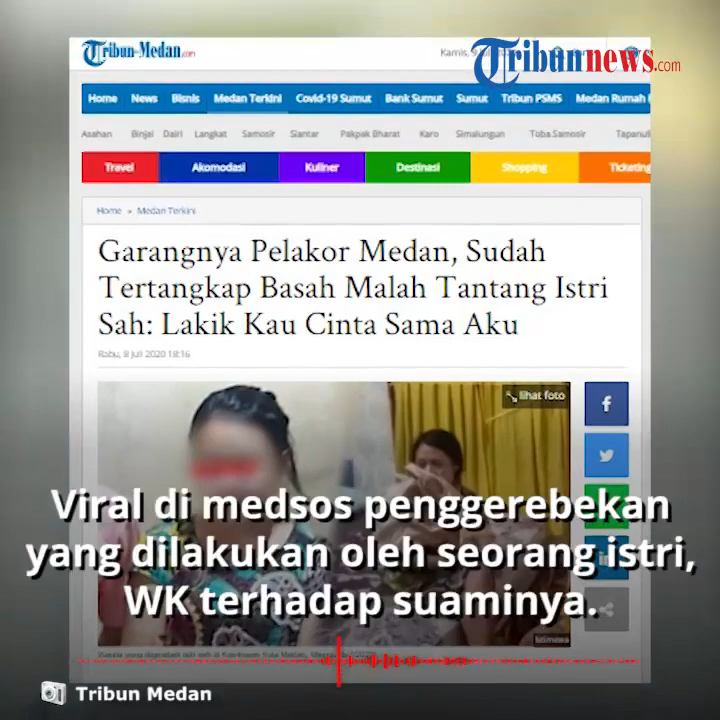 Tribun-Medan.com
Kamis, 9
Tribunnews.com
Home News Bisnis Medan Terkini Covid-19 Sumut Bank Sumut Sumut Tribun PSMS Medan Rumah
Asahan Binjai Dairi Langkat Samosir Siantar Pakpak Bharat Karo Simalungun Toba Samosir Tapanuli
Travel Akomodasi Kuliner Destinasi Shopping Ticketing
Home » Medan Terkini
Garangnya Pelakor Medan, Sudah
Tertangkap Basah Malah Tantang Istri
Sah: Lakik Kau Cinta Sama Aku
Rabu, 8 Juli 2020 18:16
lihat foto
Viral di medsos penggerebekan
yang dilakukan oleh seorang istri,
WK terhadap suaminya.
Tribun Medan